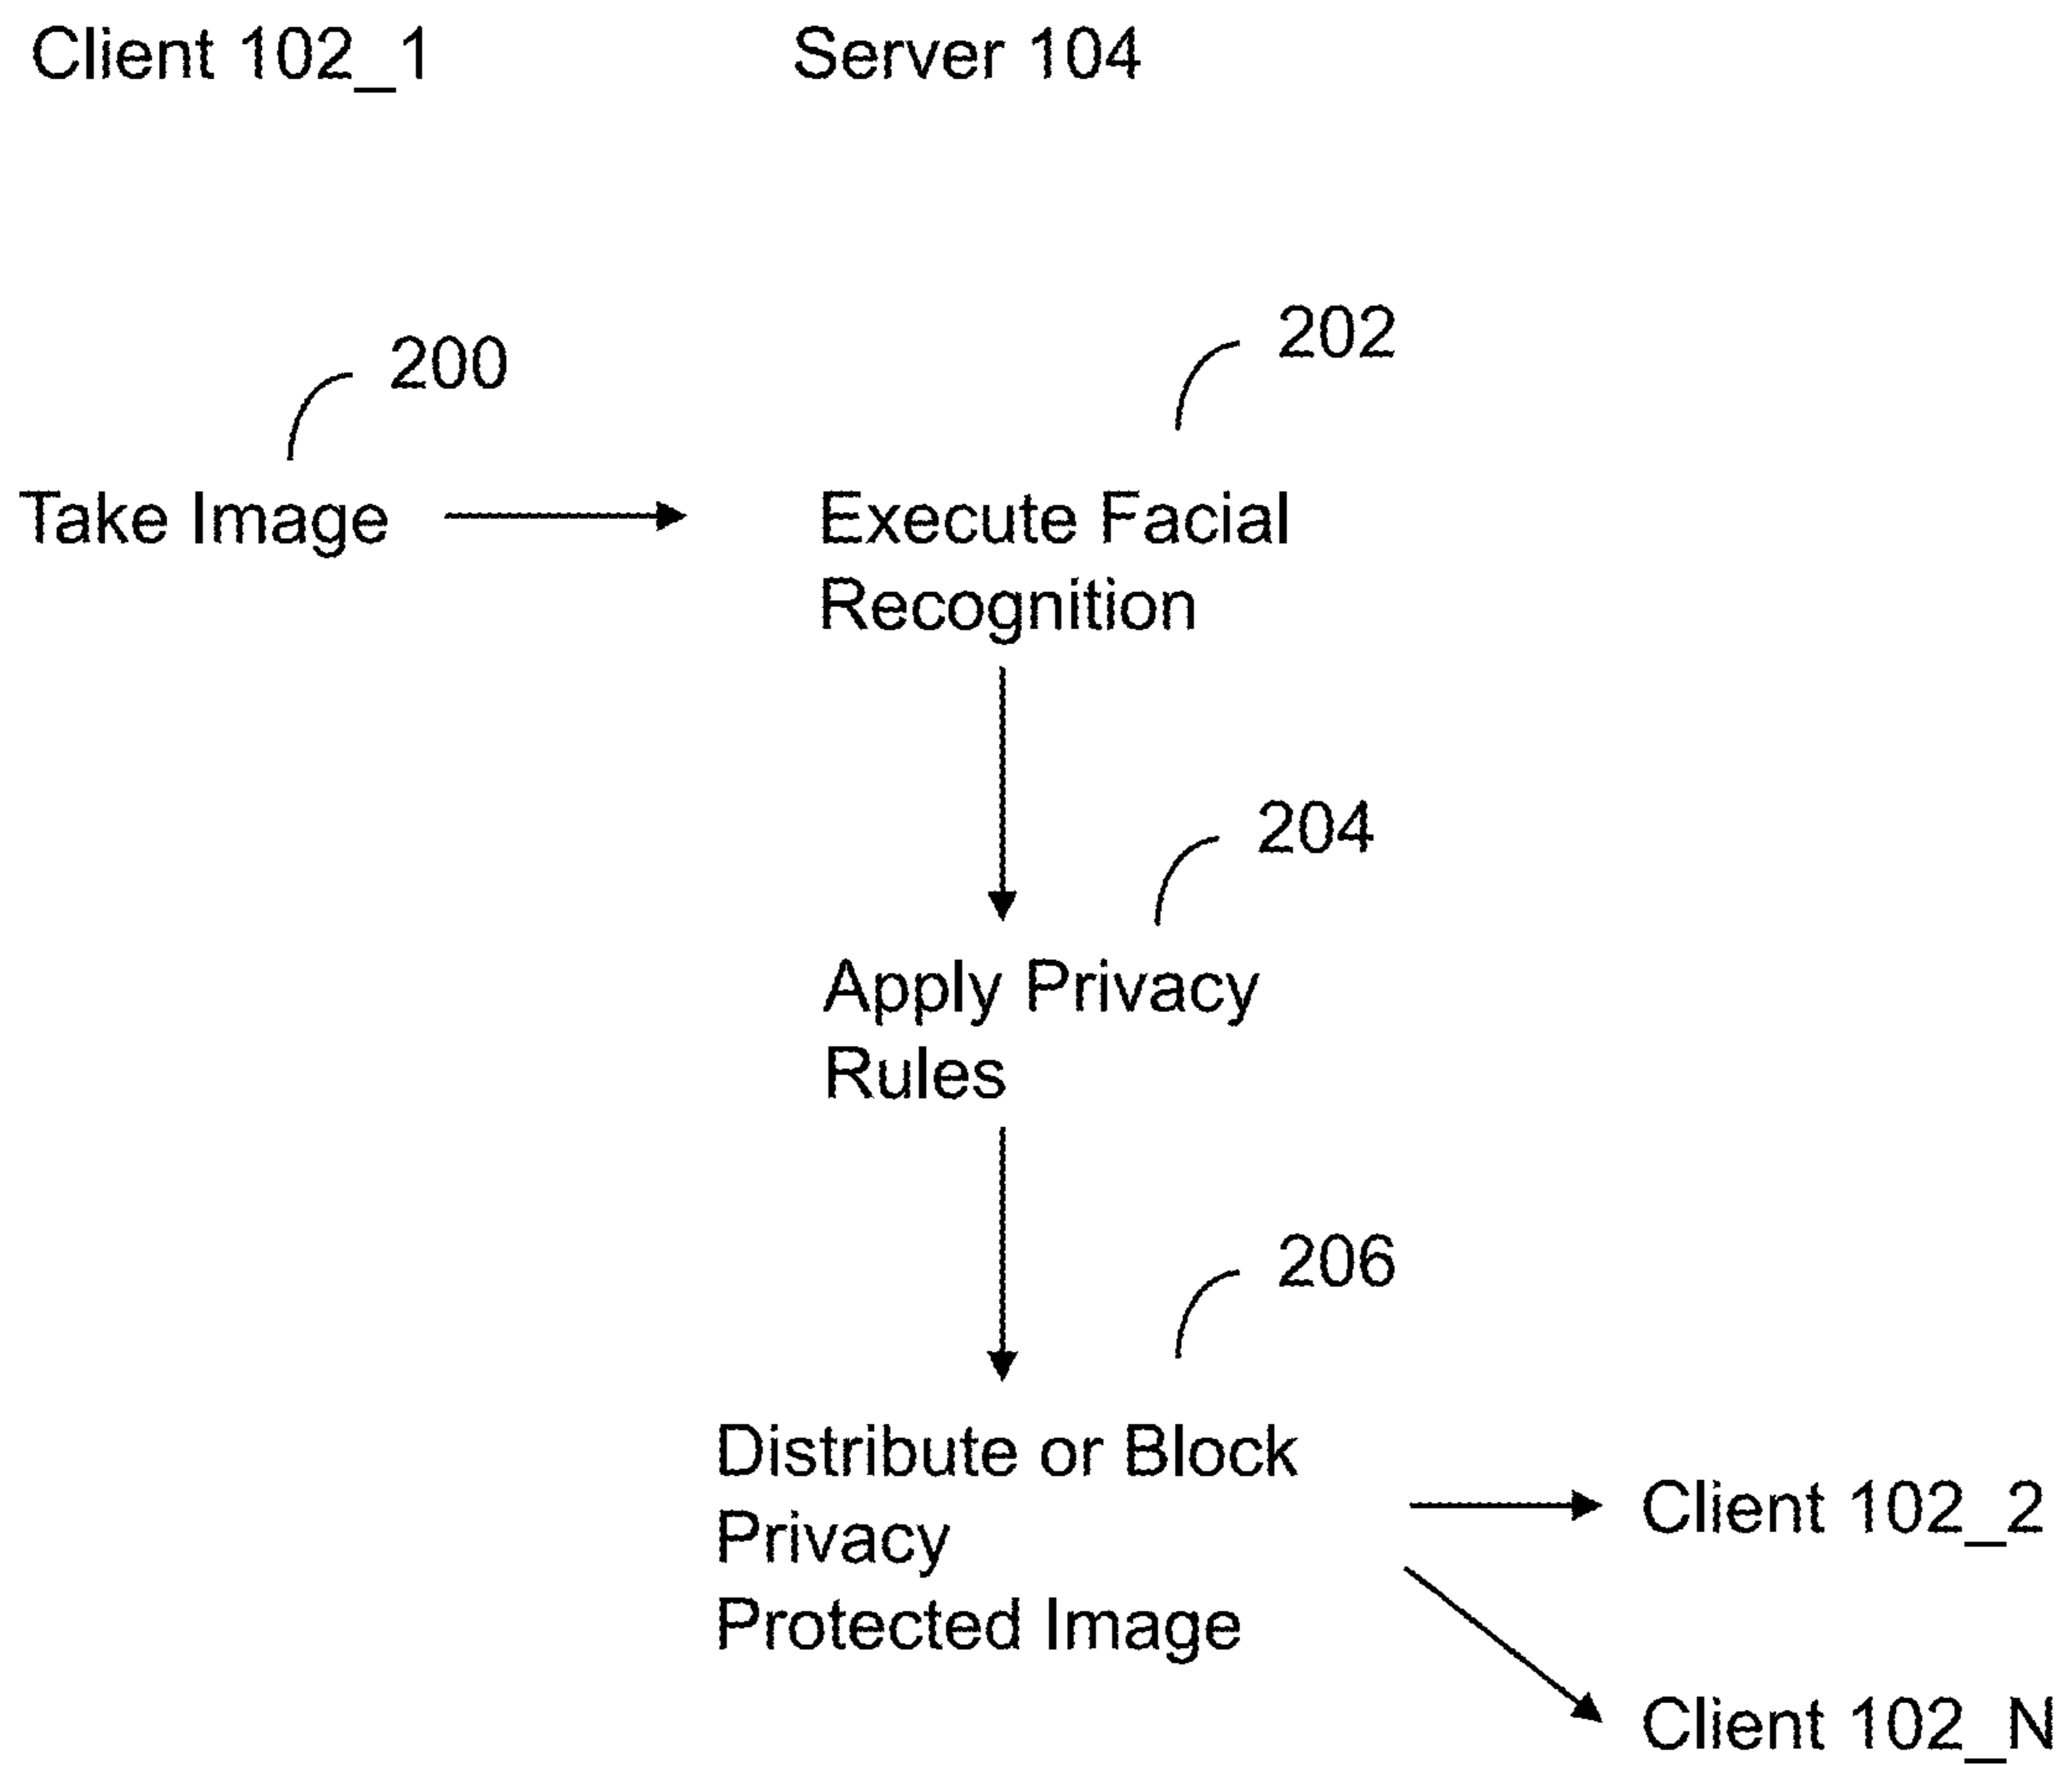 Client 102_1
Server 104
200
202
Take Image
Execute Facial
Recognition
204
Apply Privacy
Rules
206
Distribute or Block
Privacy
Protected Image
Client 102_2
Client 102_N